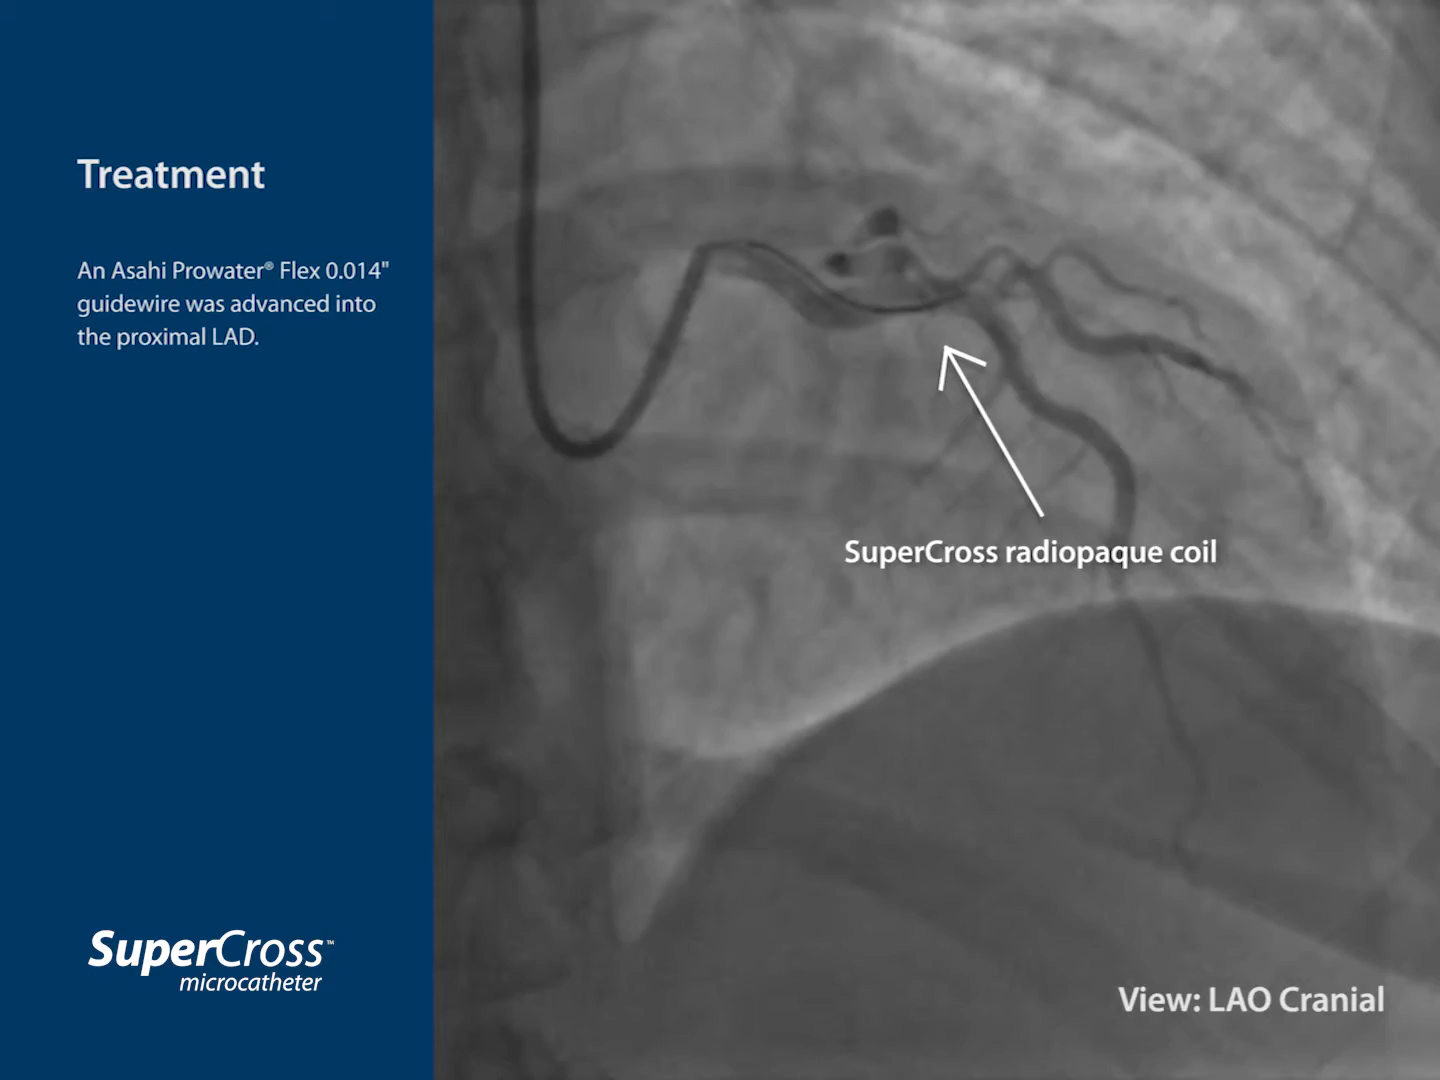 Treatment
An Asahi Prowater® Flex 0.014"
guidewire was advanced into
the proximal LAD.
SuperCross radiopaque coil
SuperCross™
microcatheter
View: LAO Cranial